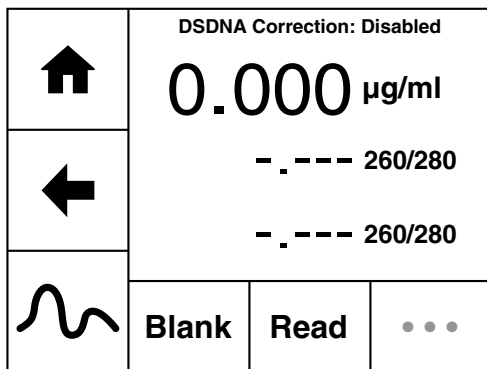 DSDNA Correction: Disabled
0.000 µg/ml
-.--- 260/280
-.--- 260/280
Blank Read